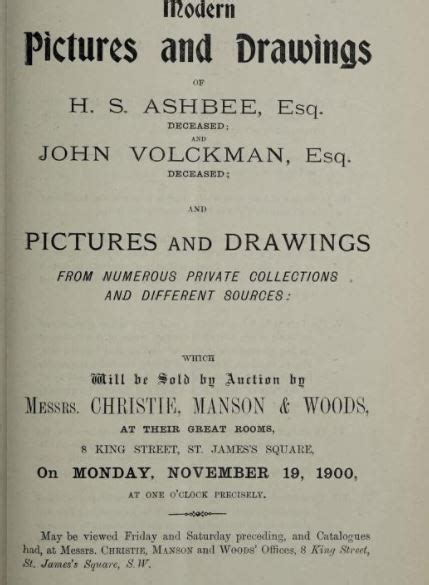 Modern
Pictures and Drawings
OF
H. S. ASHBEE, Esq.
DECEASED;
AND
JOHN VOLCKMAN, Esq.
DECEASED;
AND
PICTURES AND DRAWINGS
FROM NUMEROUS PRIVATE COLLECTIONS
AND DIFFERENT SOURCES:
WHICH
Will be Sold by Auction by
MESSRS. CHRISTIE, MANSON & WOODS,
AT THEIR GREAT ROOMS,
8 KING STREET, ST. JAMES'S SQUARE,
On MONDAY, NOVEMBER 19, 1900,
AT ONE O'CLOCK PRECISELY.
May be viewed Friday and Saturday preceding, and Catalogues
had, at Messrs. CHRISTIE, MANSON and WOODS' Offices, 8 King Street,
St. James's Square, S.W.